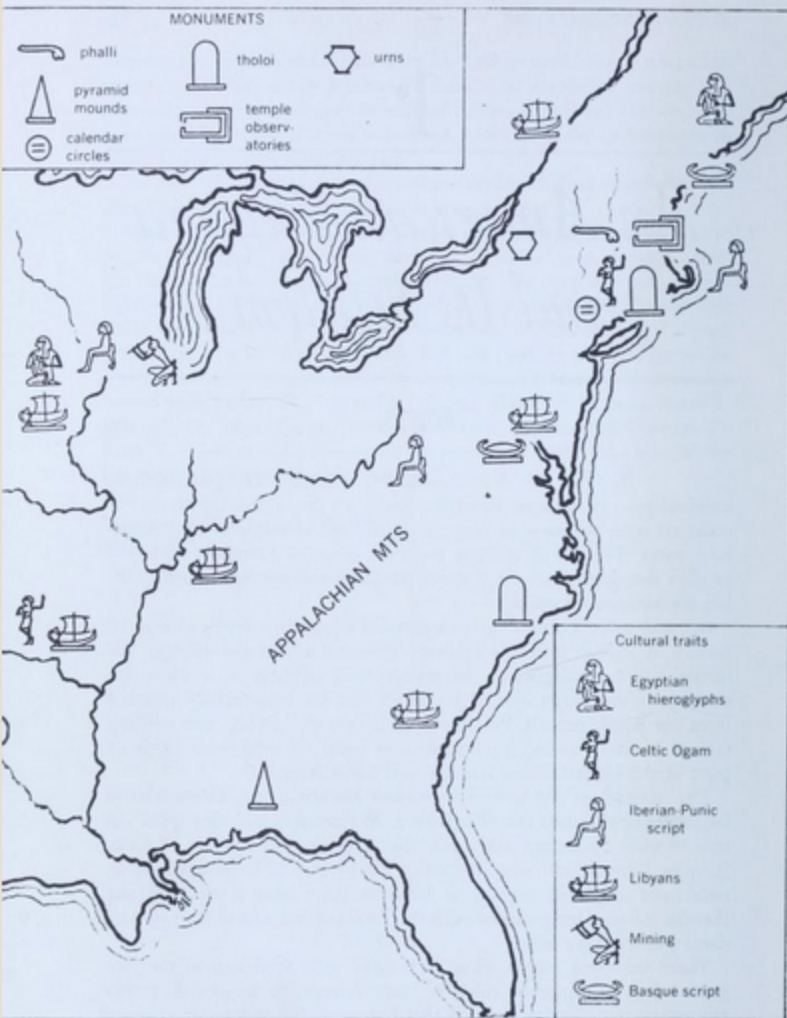 MONUMENTS
phalli
tholoi
urns
pyramid
mounds
temple
observ-
atories
calendar
circles
APPALACHIAN MTS
Cultural traits
Egyptian
hieroglyphs
Celtic Ogam
Iberian-Punic
script
Libyans
Mining
Basque script